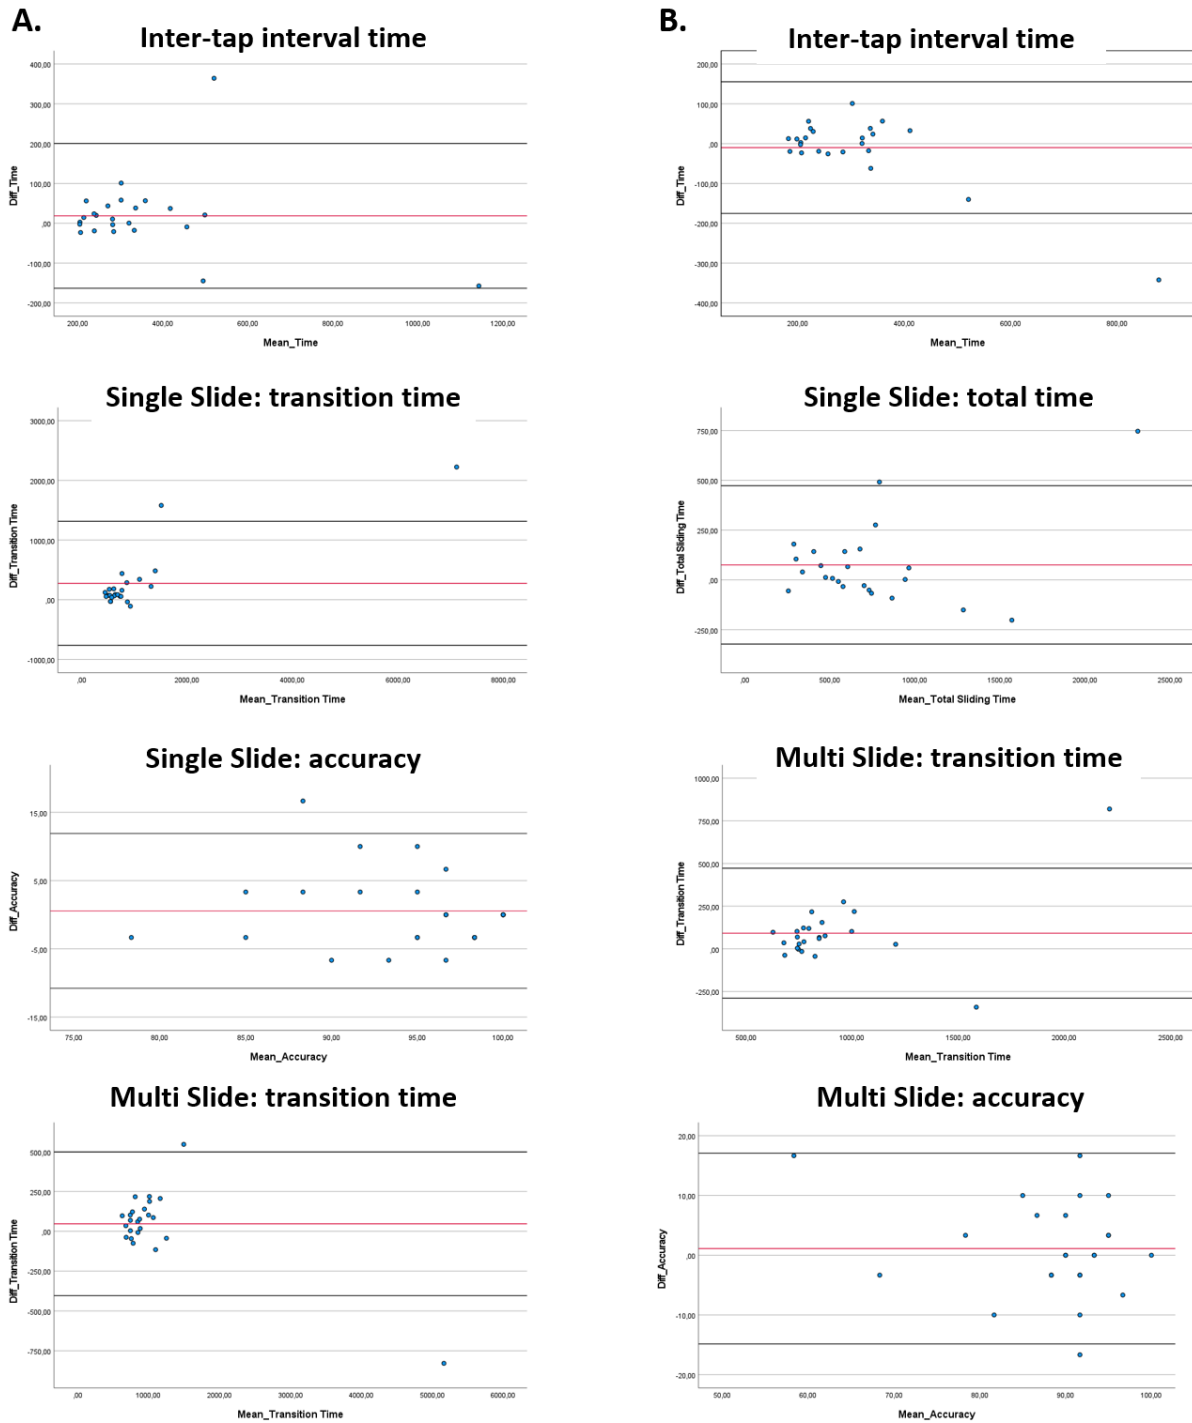 A.
Inter-tap interval time
400,00
300,00
200,00
100,00
,00
-100,00
-200,00
Diff_Time
200,00 400,00 600,00 800,00 1000,00 1200,00
Mean_Time
B.
Inter-tap interval time
200,00
100,00
,00
-100,00
-200,00
-300,00
-400,00
Diff_Time
200,00 400,00 600,00 800,00
Mean_Time
Single Slide: transition time
3000,00
2000,00
1000,00
,00
-1000,00
Diff_Transition Time
,00 2000,00 4000,00 6000,00 8000,00
Mean_Transition Time
Single Slide: total time
750,00
500,00
250,00
,00
-250,00
Diff_Total Sliding Time
,00 500,00 1000,00 1500,00 2000,00 2500,00
Mean_Total Sliding Time
Single Slide: accuracy
15,00
5,00
-5,00
-15,00
Diff_Accuracy
75,00 80,00 85,00 90,00 95,00 100,00
Mean_Accuracy
Multi Slide: transition time
1000,00
750,00
500,00
250,00
,00
-250,00
Diff_Transition Time
500,00 1000,00 1500,00 2000,00 2500,00
Mean_Transition Time
Multi Slide: transition time
500,00
250,00
,00
-250,00
-500,00
-750,00
Diff_Transition Time
,00 1000,00 2000,00 3000,00 4000,00 5000,00 6000,00
Mean_Transition Time
Multi Slide: accuracy
20,00
10,00
,00
-10,00
-20,00
Diff_Accuracy
50,00 60,00 70,00 80,00 90,00 100,00
Mean_Accuracy